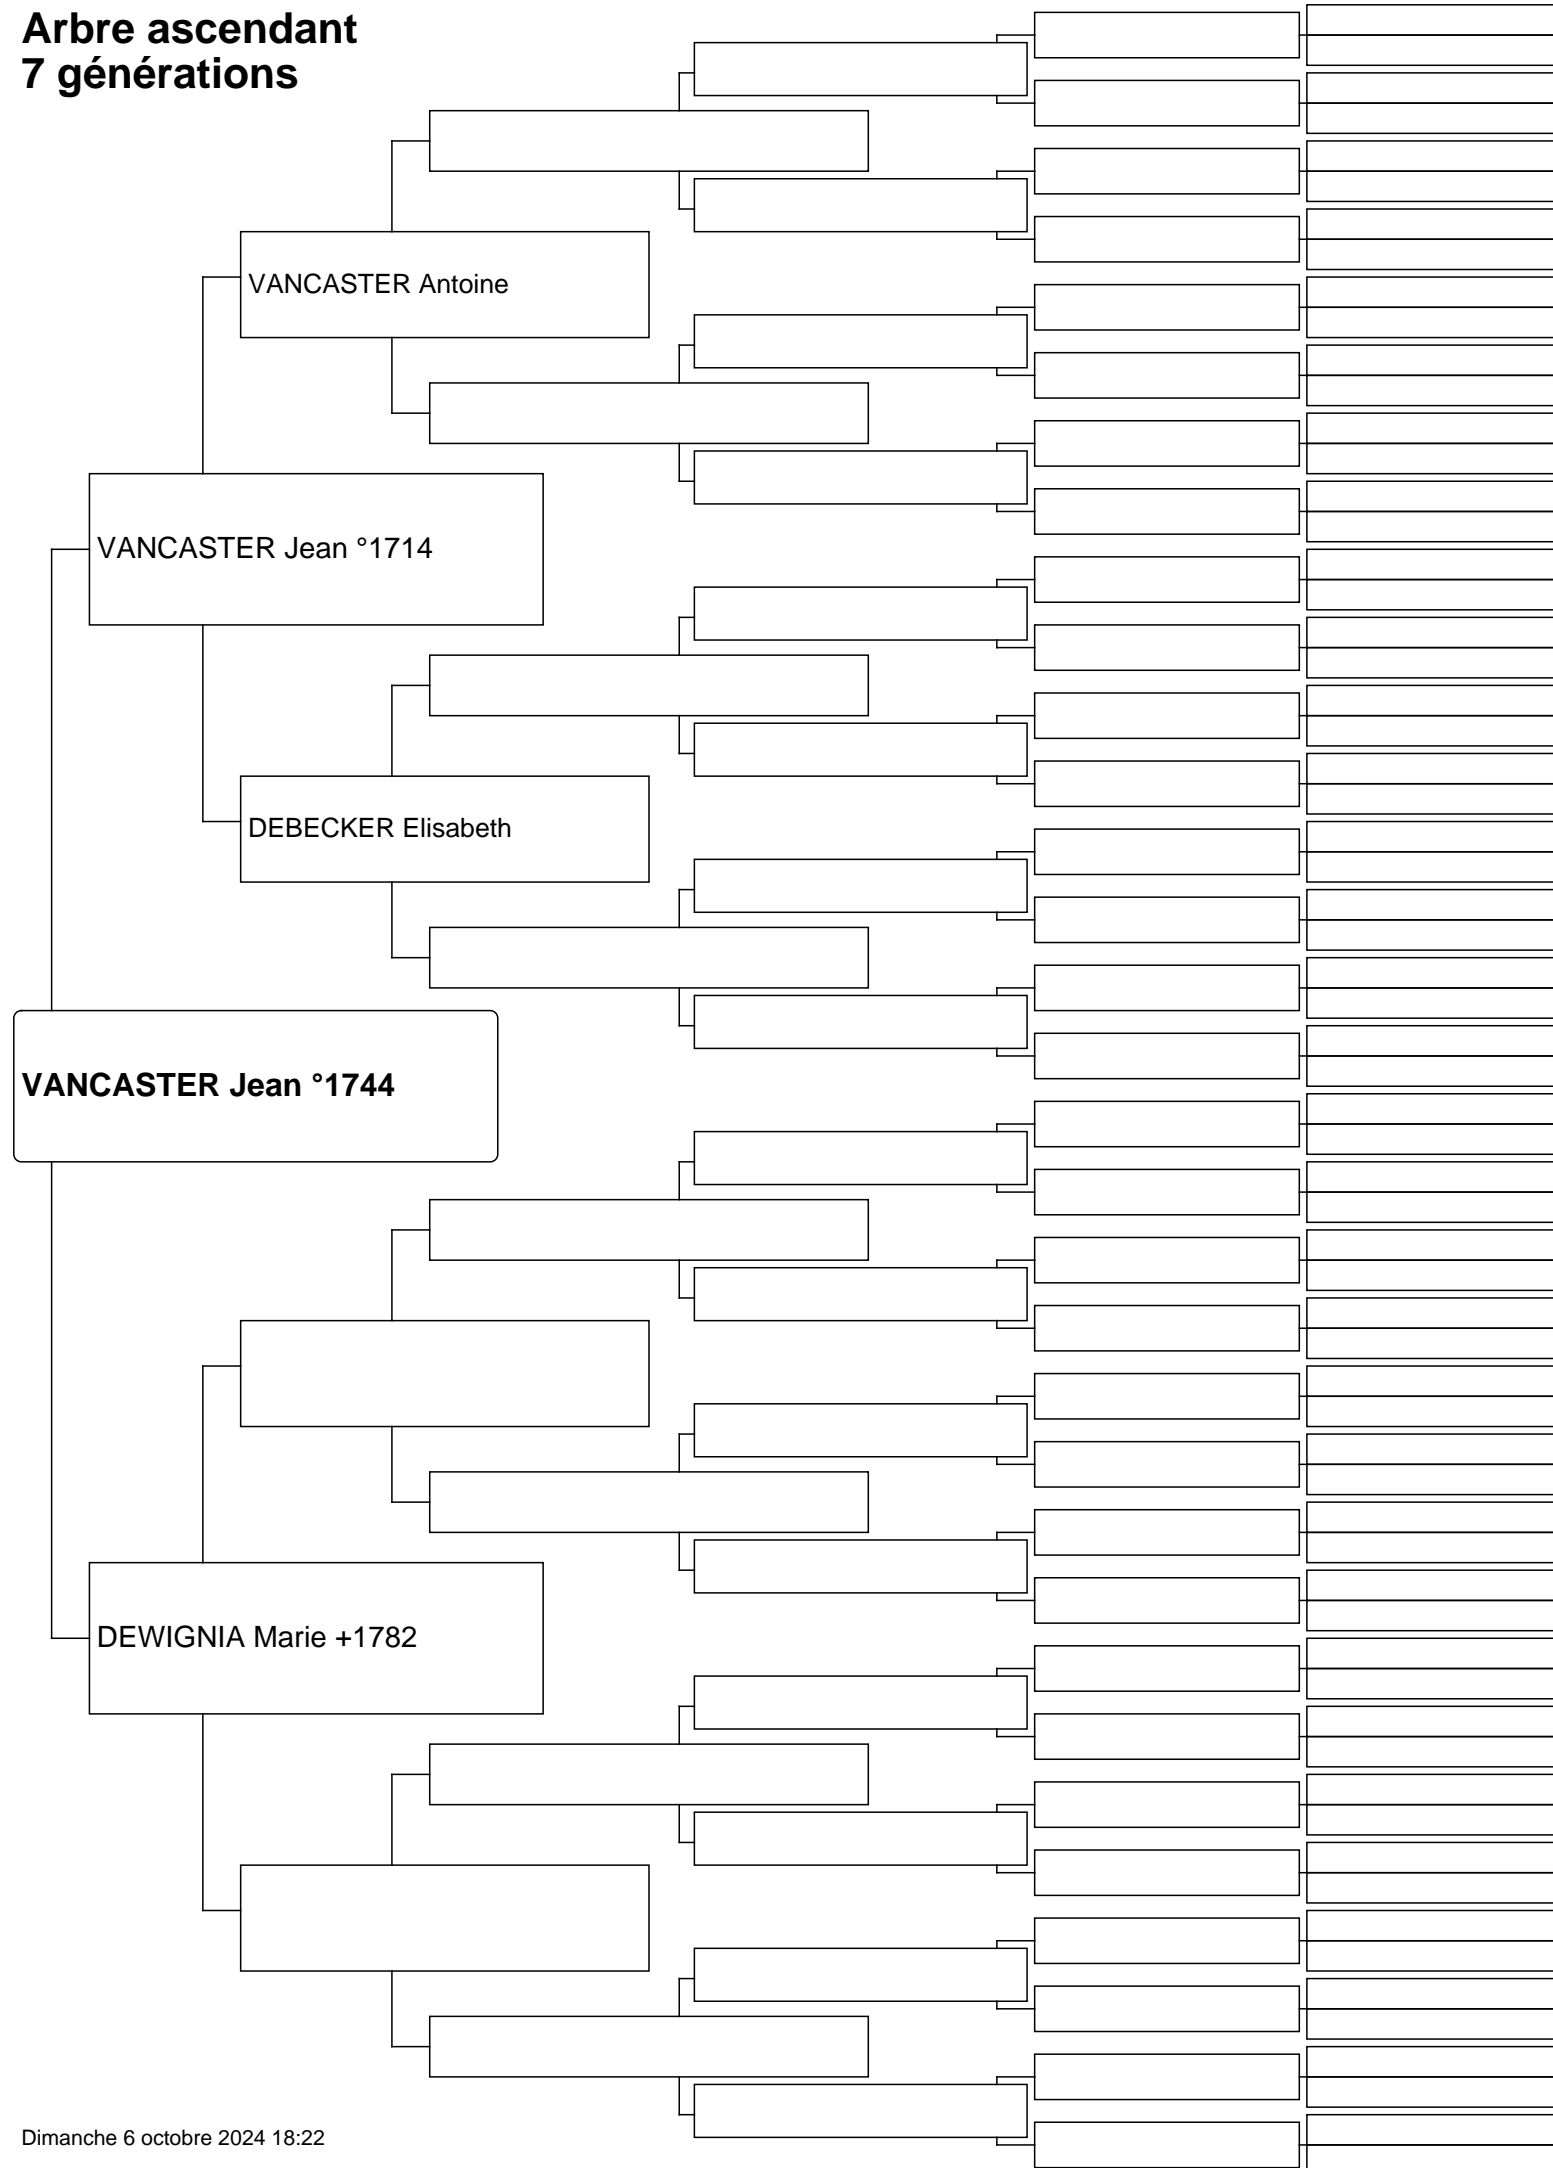 Arbre ascendant
7 générations
VANCASTER Antoine
VANCASTER Jean °1714
DEBECKER Elisabeth
VANCASTER Jean °1744
DEWIGNIA Marie +1782
Dimanche 6 octobre 2024 18:22